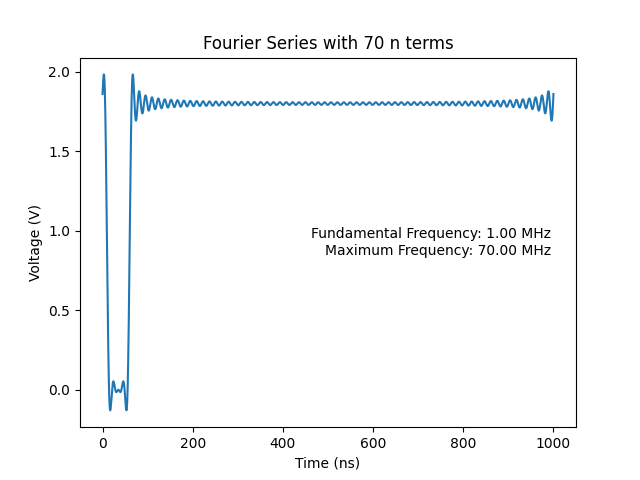 Fourier Series with 70 n terms
2.0
1.5
1.0
0.5
0.0
Voltage (V)
Fundamental Frequency: 1.00 MHz
Maximum Frequency: 70.00 MHz
0 200 400 600 800 1000
Time (ns)